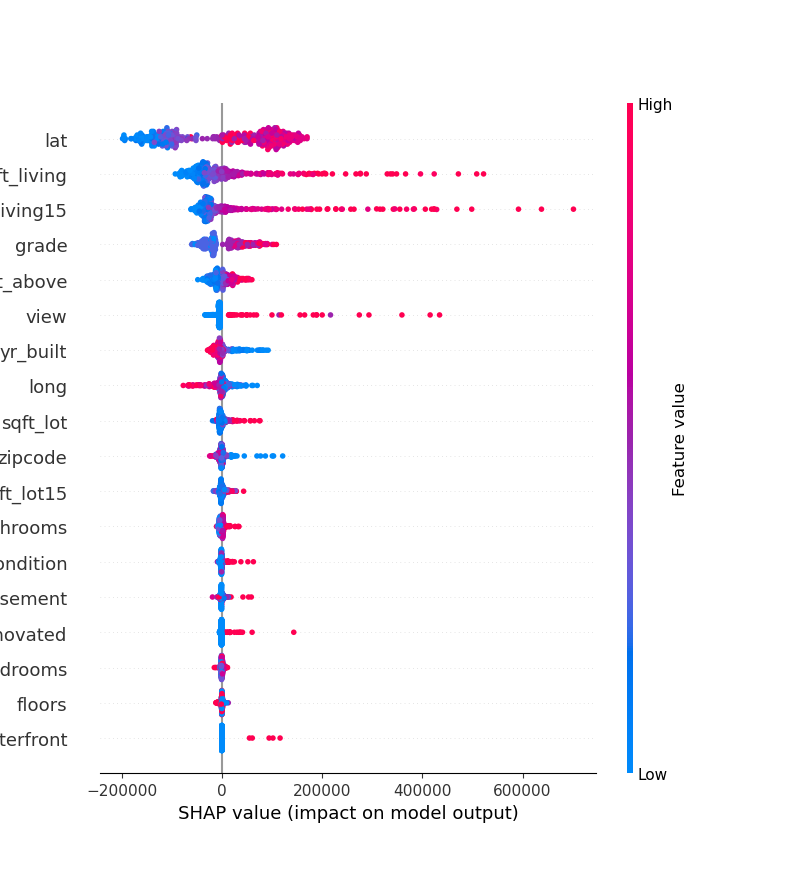 High
lat
ft_living
iving15
grade
t_above
view
yr_built
long
sqft_lot
zipcode
ft_lot15
hrooms
ondition
sement
novated
drooms
floors
terfront
Feature value
Low
−200000 0 200000 400000 600000
SHAP value (impact on model output)